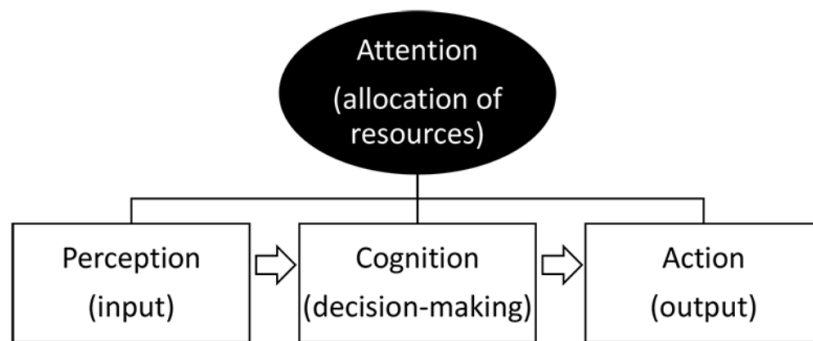 Attention
(allocation of
resources)
Perception
(input)
Cognition
(decision-making)
Action
(output)